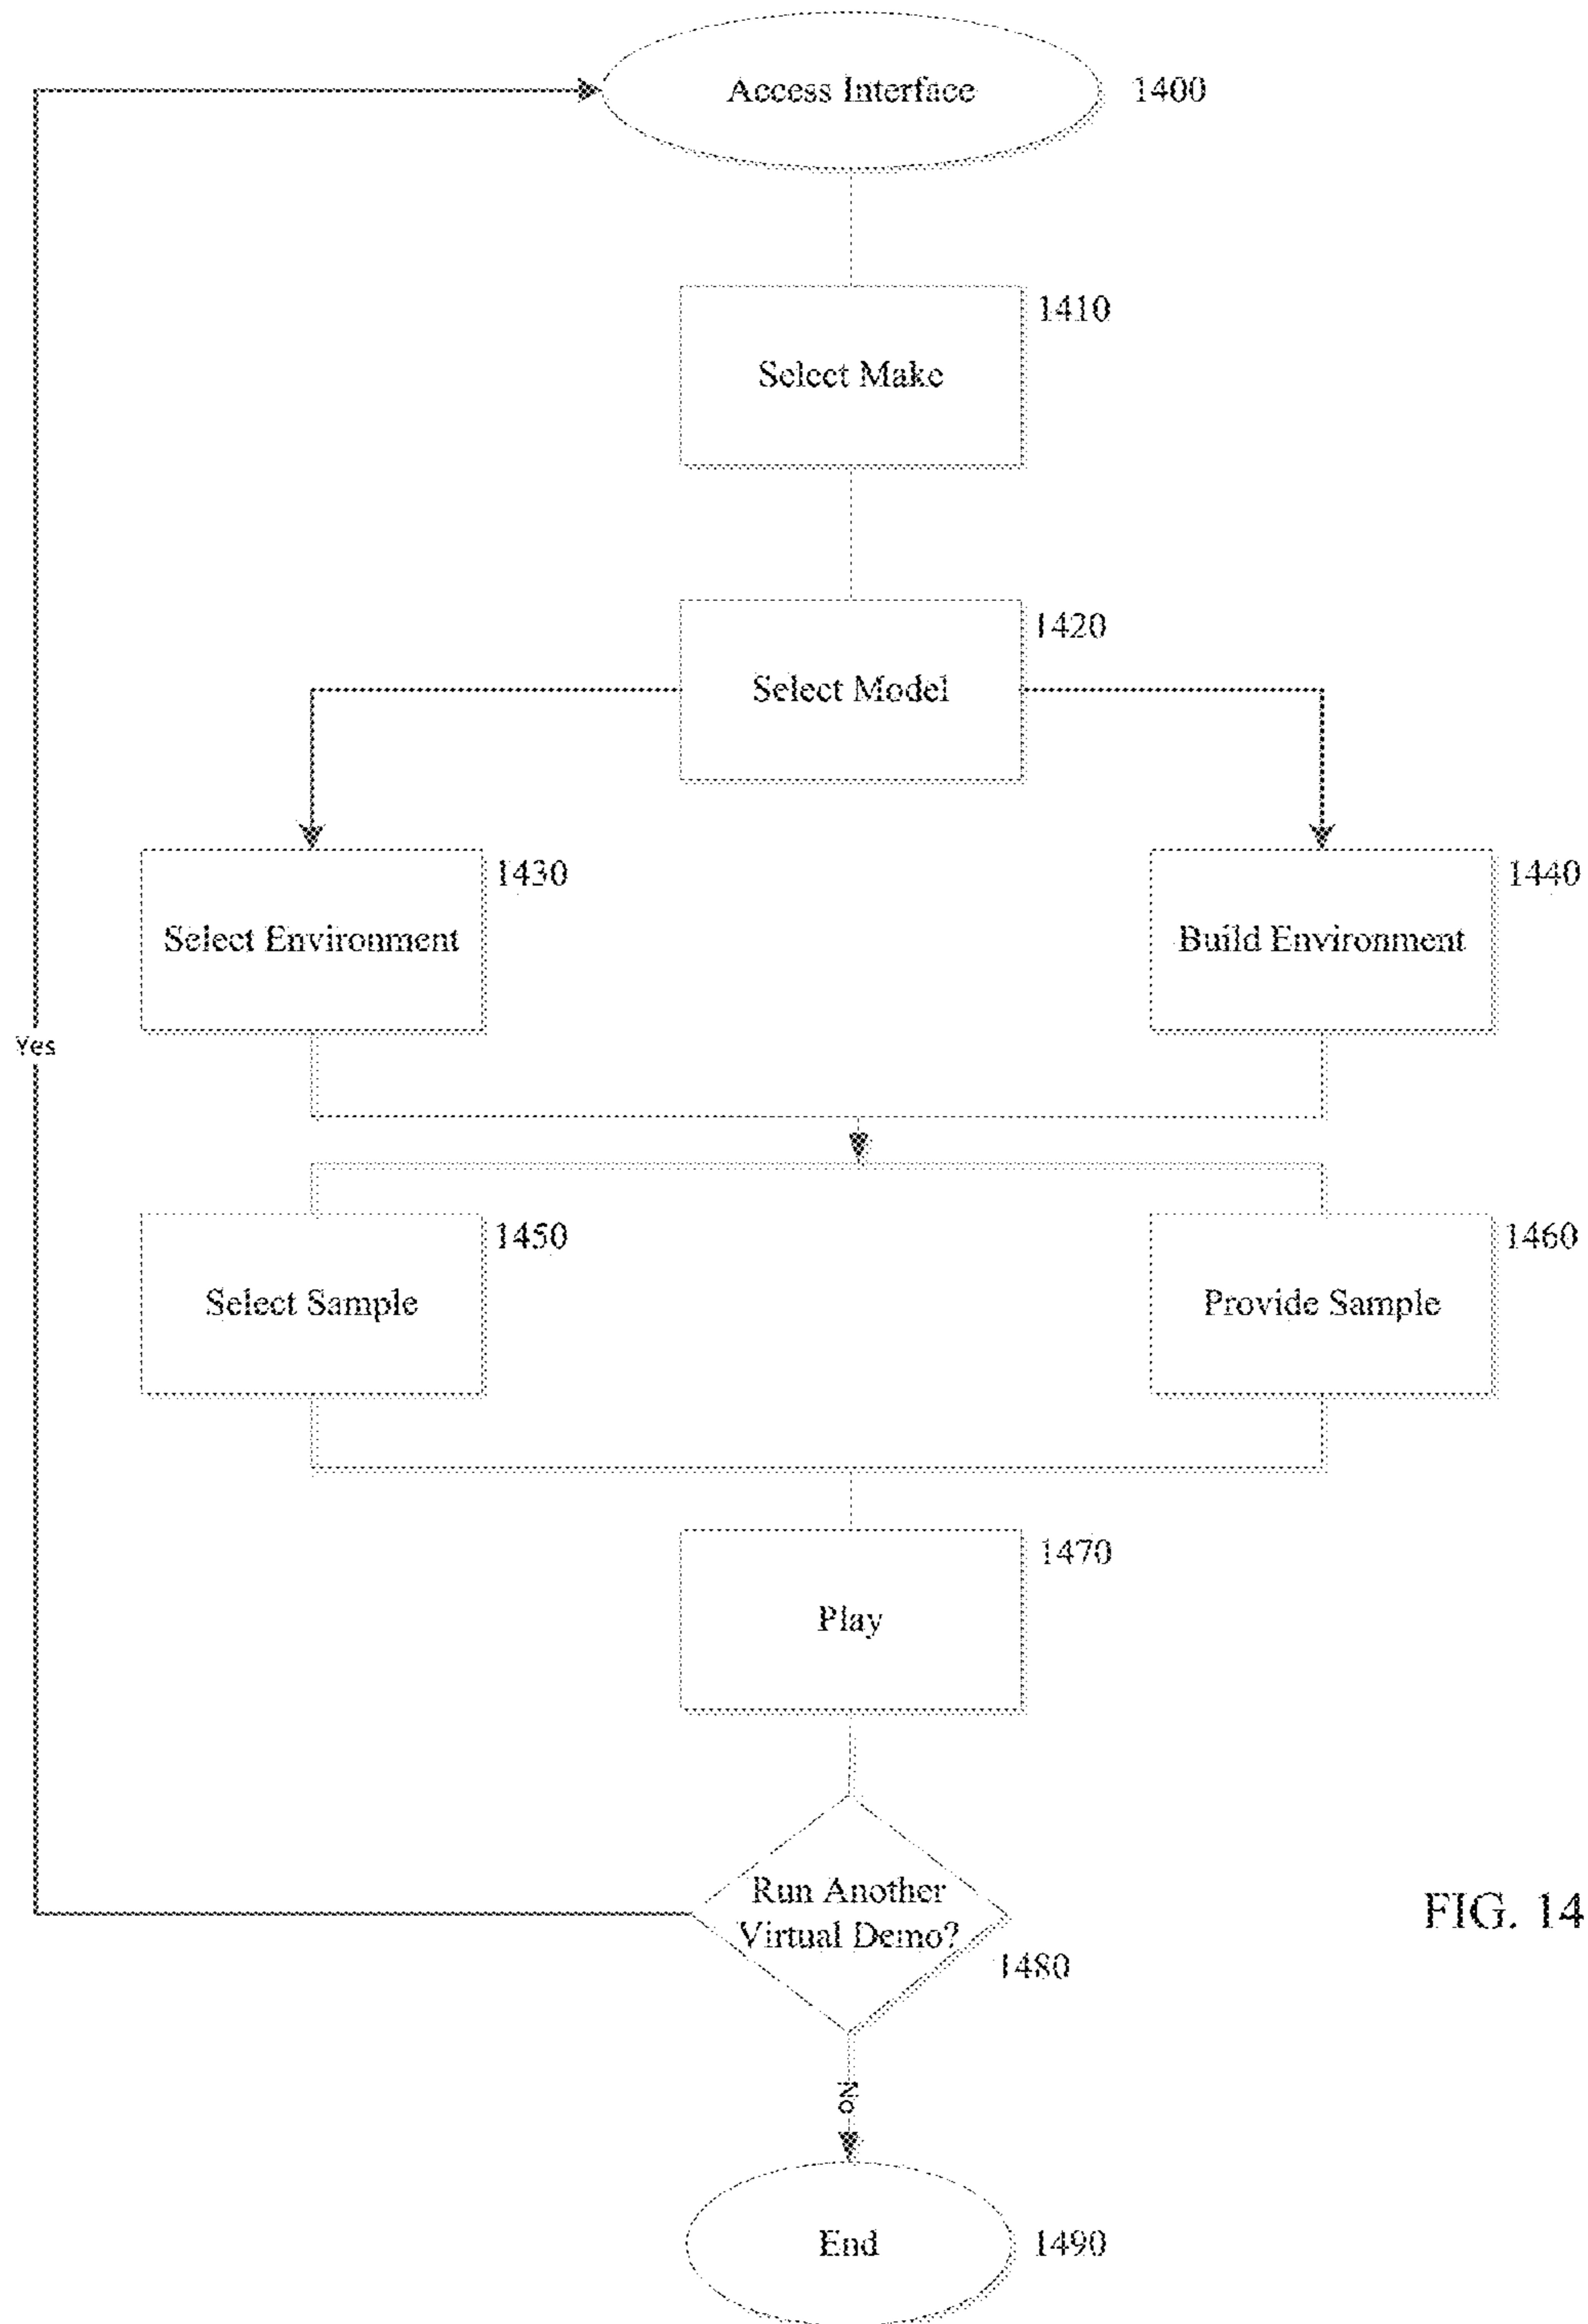 Access Interface
1400
1410
Select Make
1420
Select Model
1430
1440
Select Environment
Build Environment
Yes
1450
1460
Select Sample
Provide Sample
1470
Play
Run Another
Virtual Demo?
1480
FIG. 14
No
End
1490